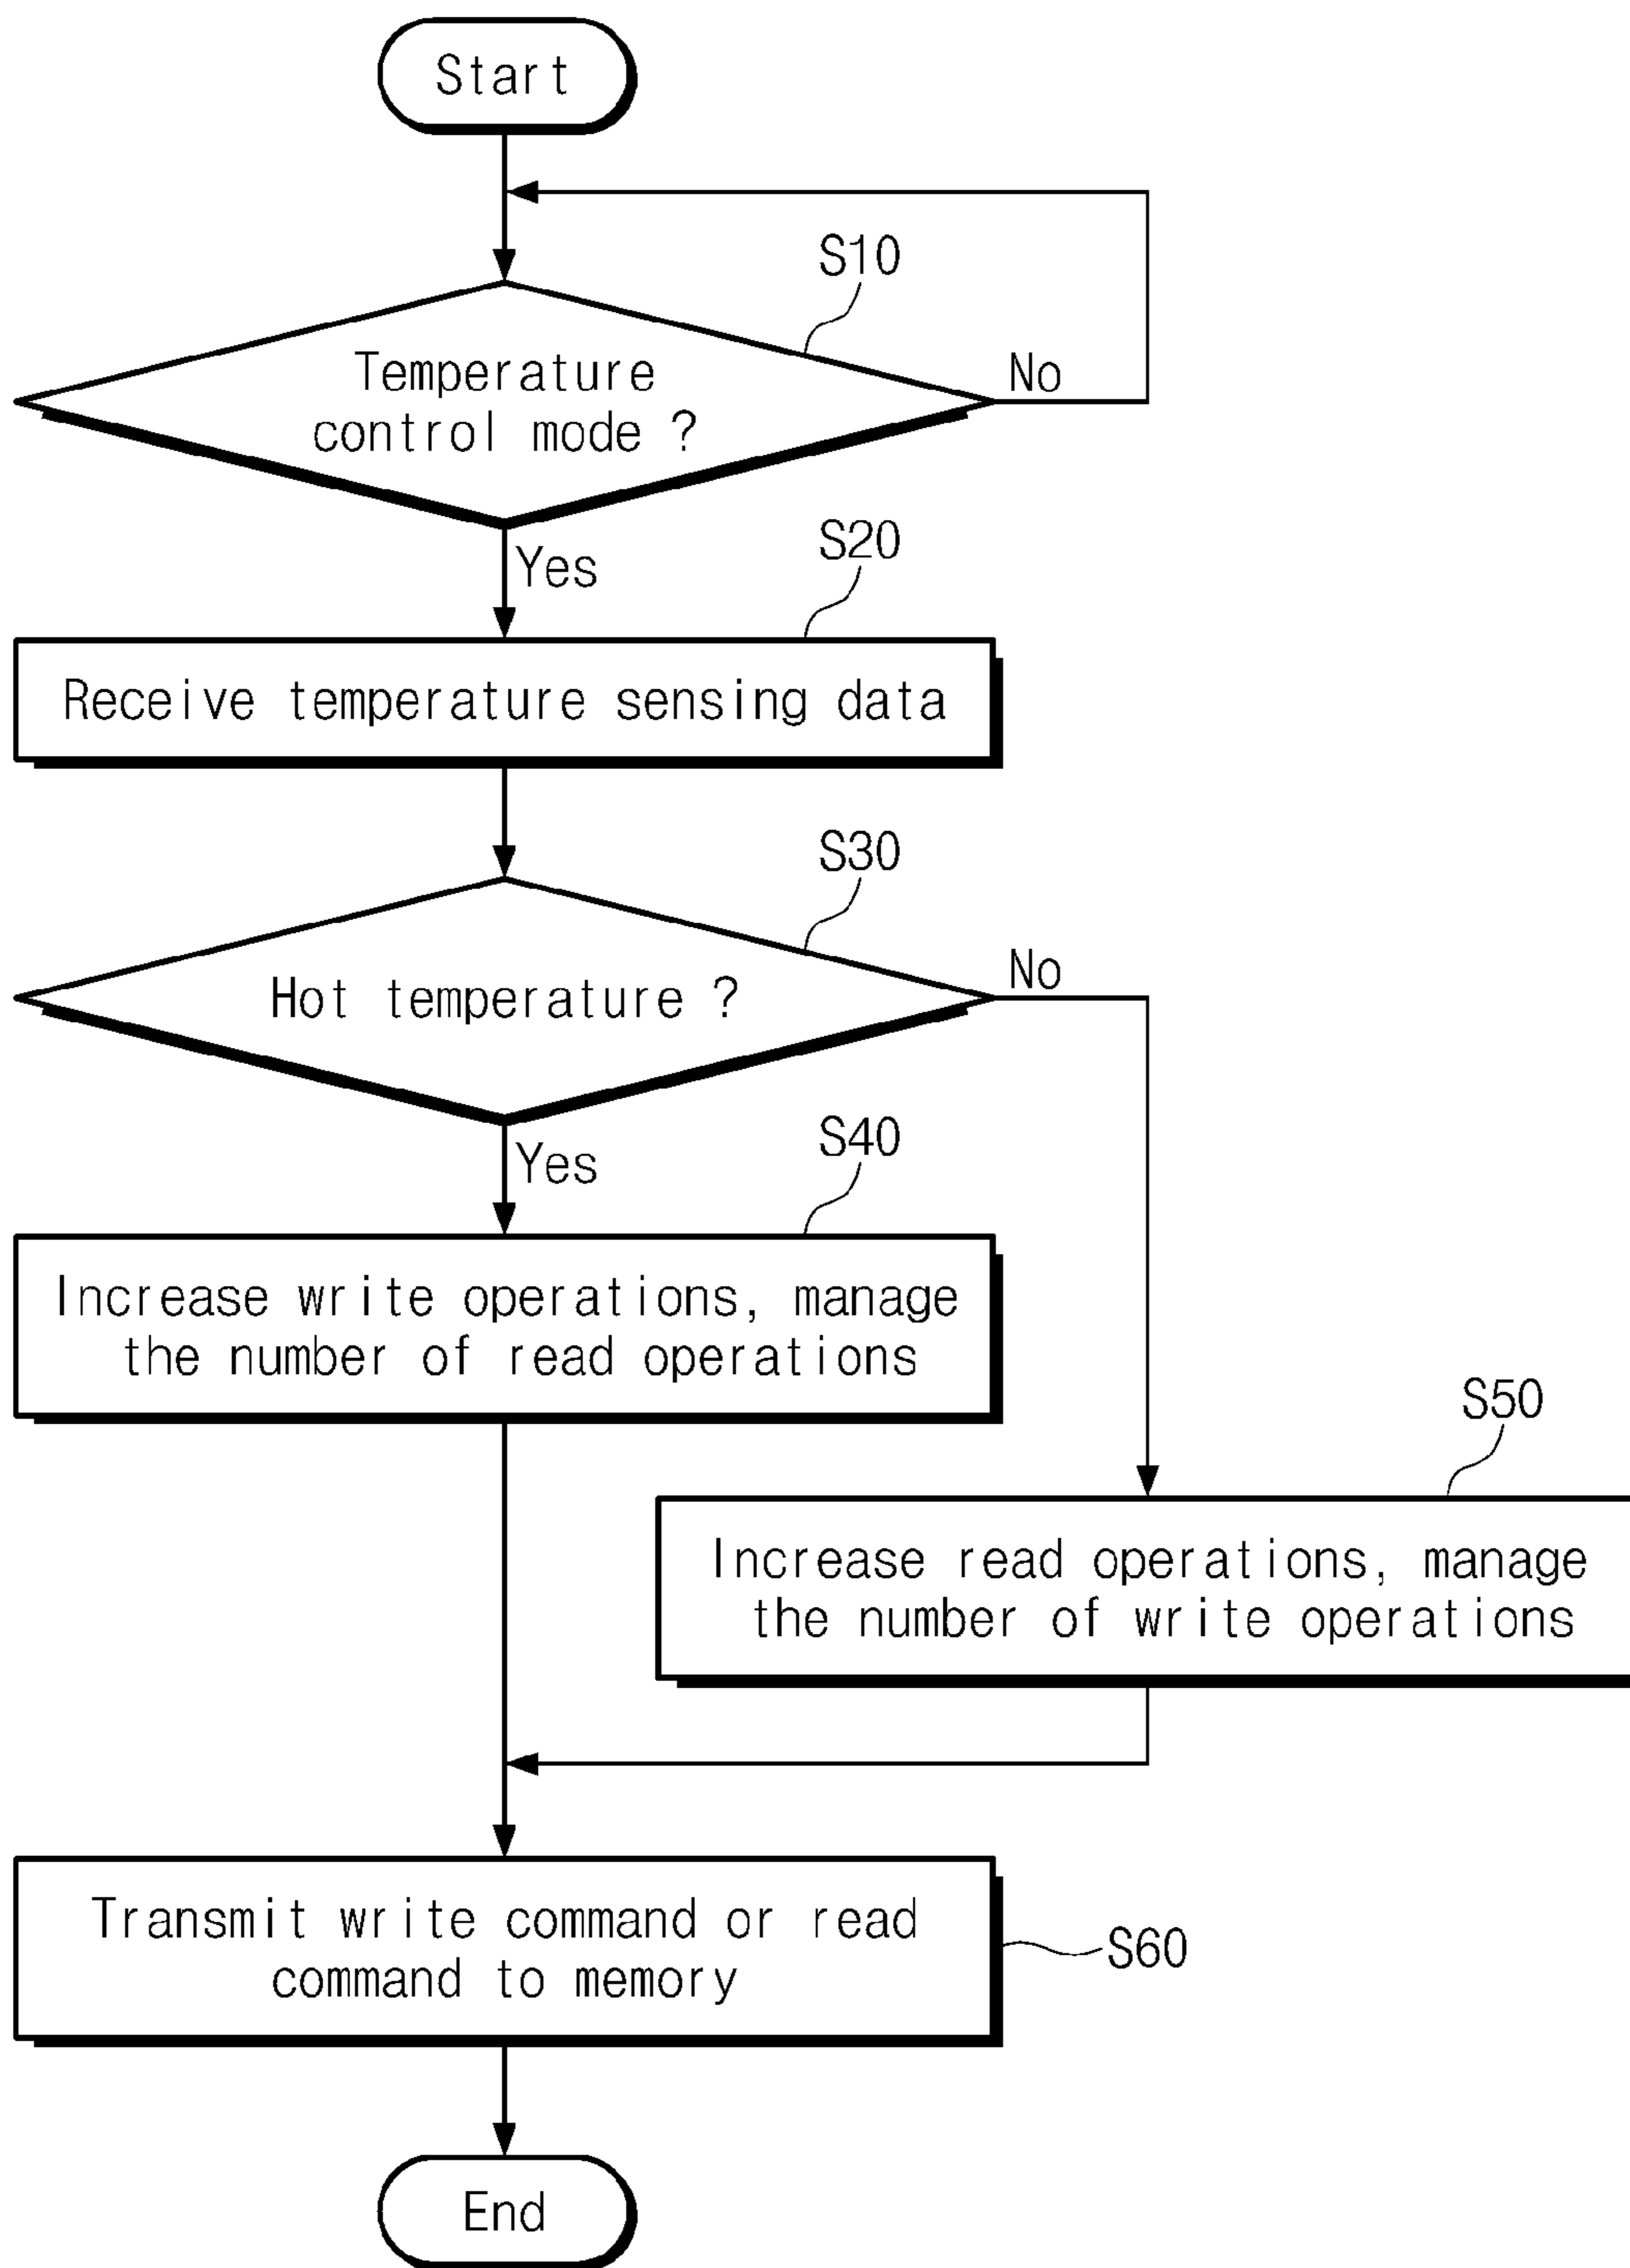 Start
S10
Temperature
control mode ?
No
Yes
S20
Receive temperature sensing data
S30
Hot temperature ?
No
Yes
S40
Increase write operations, manage
the number of read operations
S50
Increase read operations, manage
the number of write operations
Transmit write command or read
command to memory
S60
End